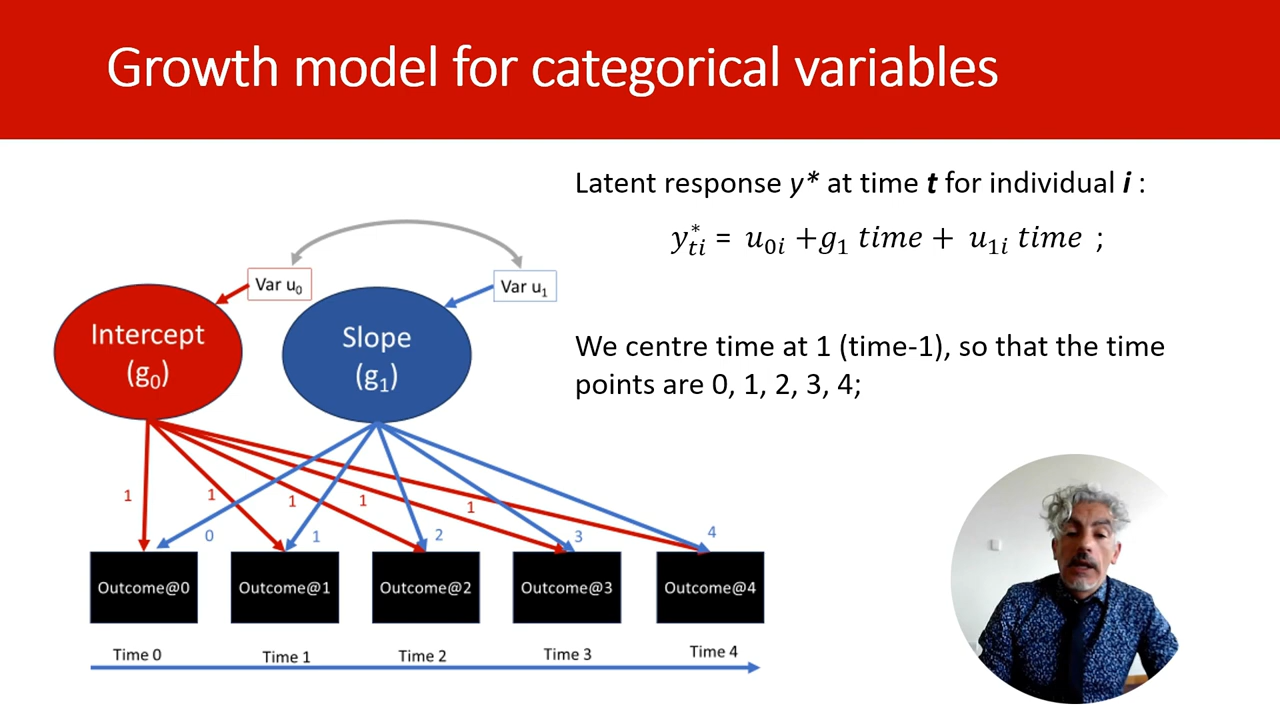 Growth model for categorical variables
Latent response y* at time t for individual i :
y*ti = u0i +g1 time + u1i time ;
We centre time at 1 (time-1), so that the time
points are 0, 1, 2, 3, 4;
Var u0
Var u1
Intercept
(g0)
Slope
(g1)
1 1 1 1 1
0 1 2 3 4
Outcome@0 Outcome@1 Outcome@2 Outcome@3 Outcome@4
Time 0 Time 1 Time 2 Time 3 Time 4